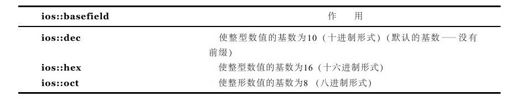 ios::basefield 作 用
ios::dec 使整型数值的基数为10 (十进制形式) (默认的基数——没有
前缀)
ios::hex 使整型数值的基数为16 (十六进制形式)
ios::oct 使整形数值的基数为8 (八进制形式)